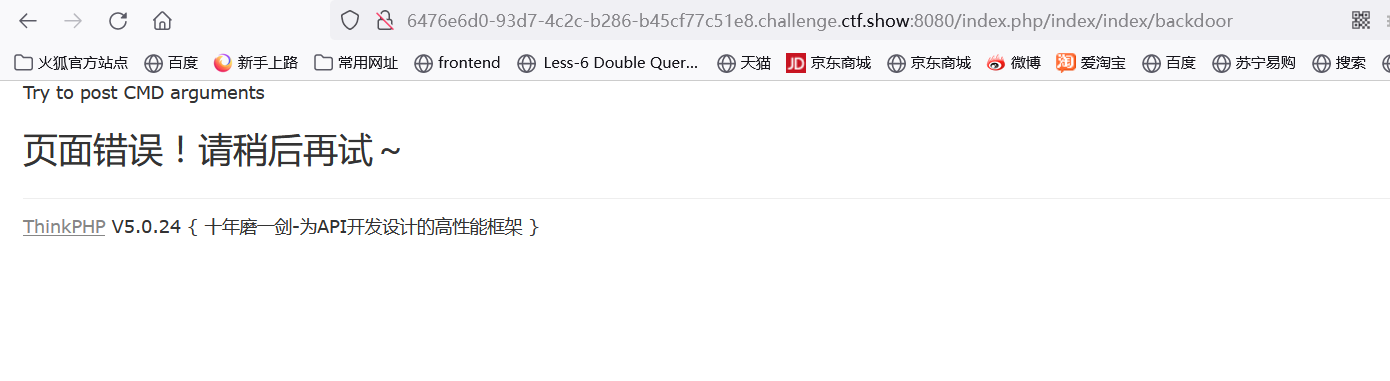 6476e6d0-93d7-4c2c-b286-b45cf77c51e8.challenge.ctf.show:8080/index.php/index/index/backdoor
火狐官方站点 百度 新手上路 常用网址 frontend Less-6 Double Quer... 天猫 京东商城 京东商城 微博 爱淘宝 百度 苏宁易购 搜索
Try to post CMD arguments
页面错误！请稍后再试～
ThinkPHP V5.0.24 { 十年磨一剑-为API开发设计的高性能框架 }